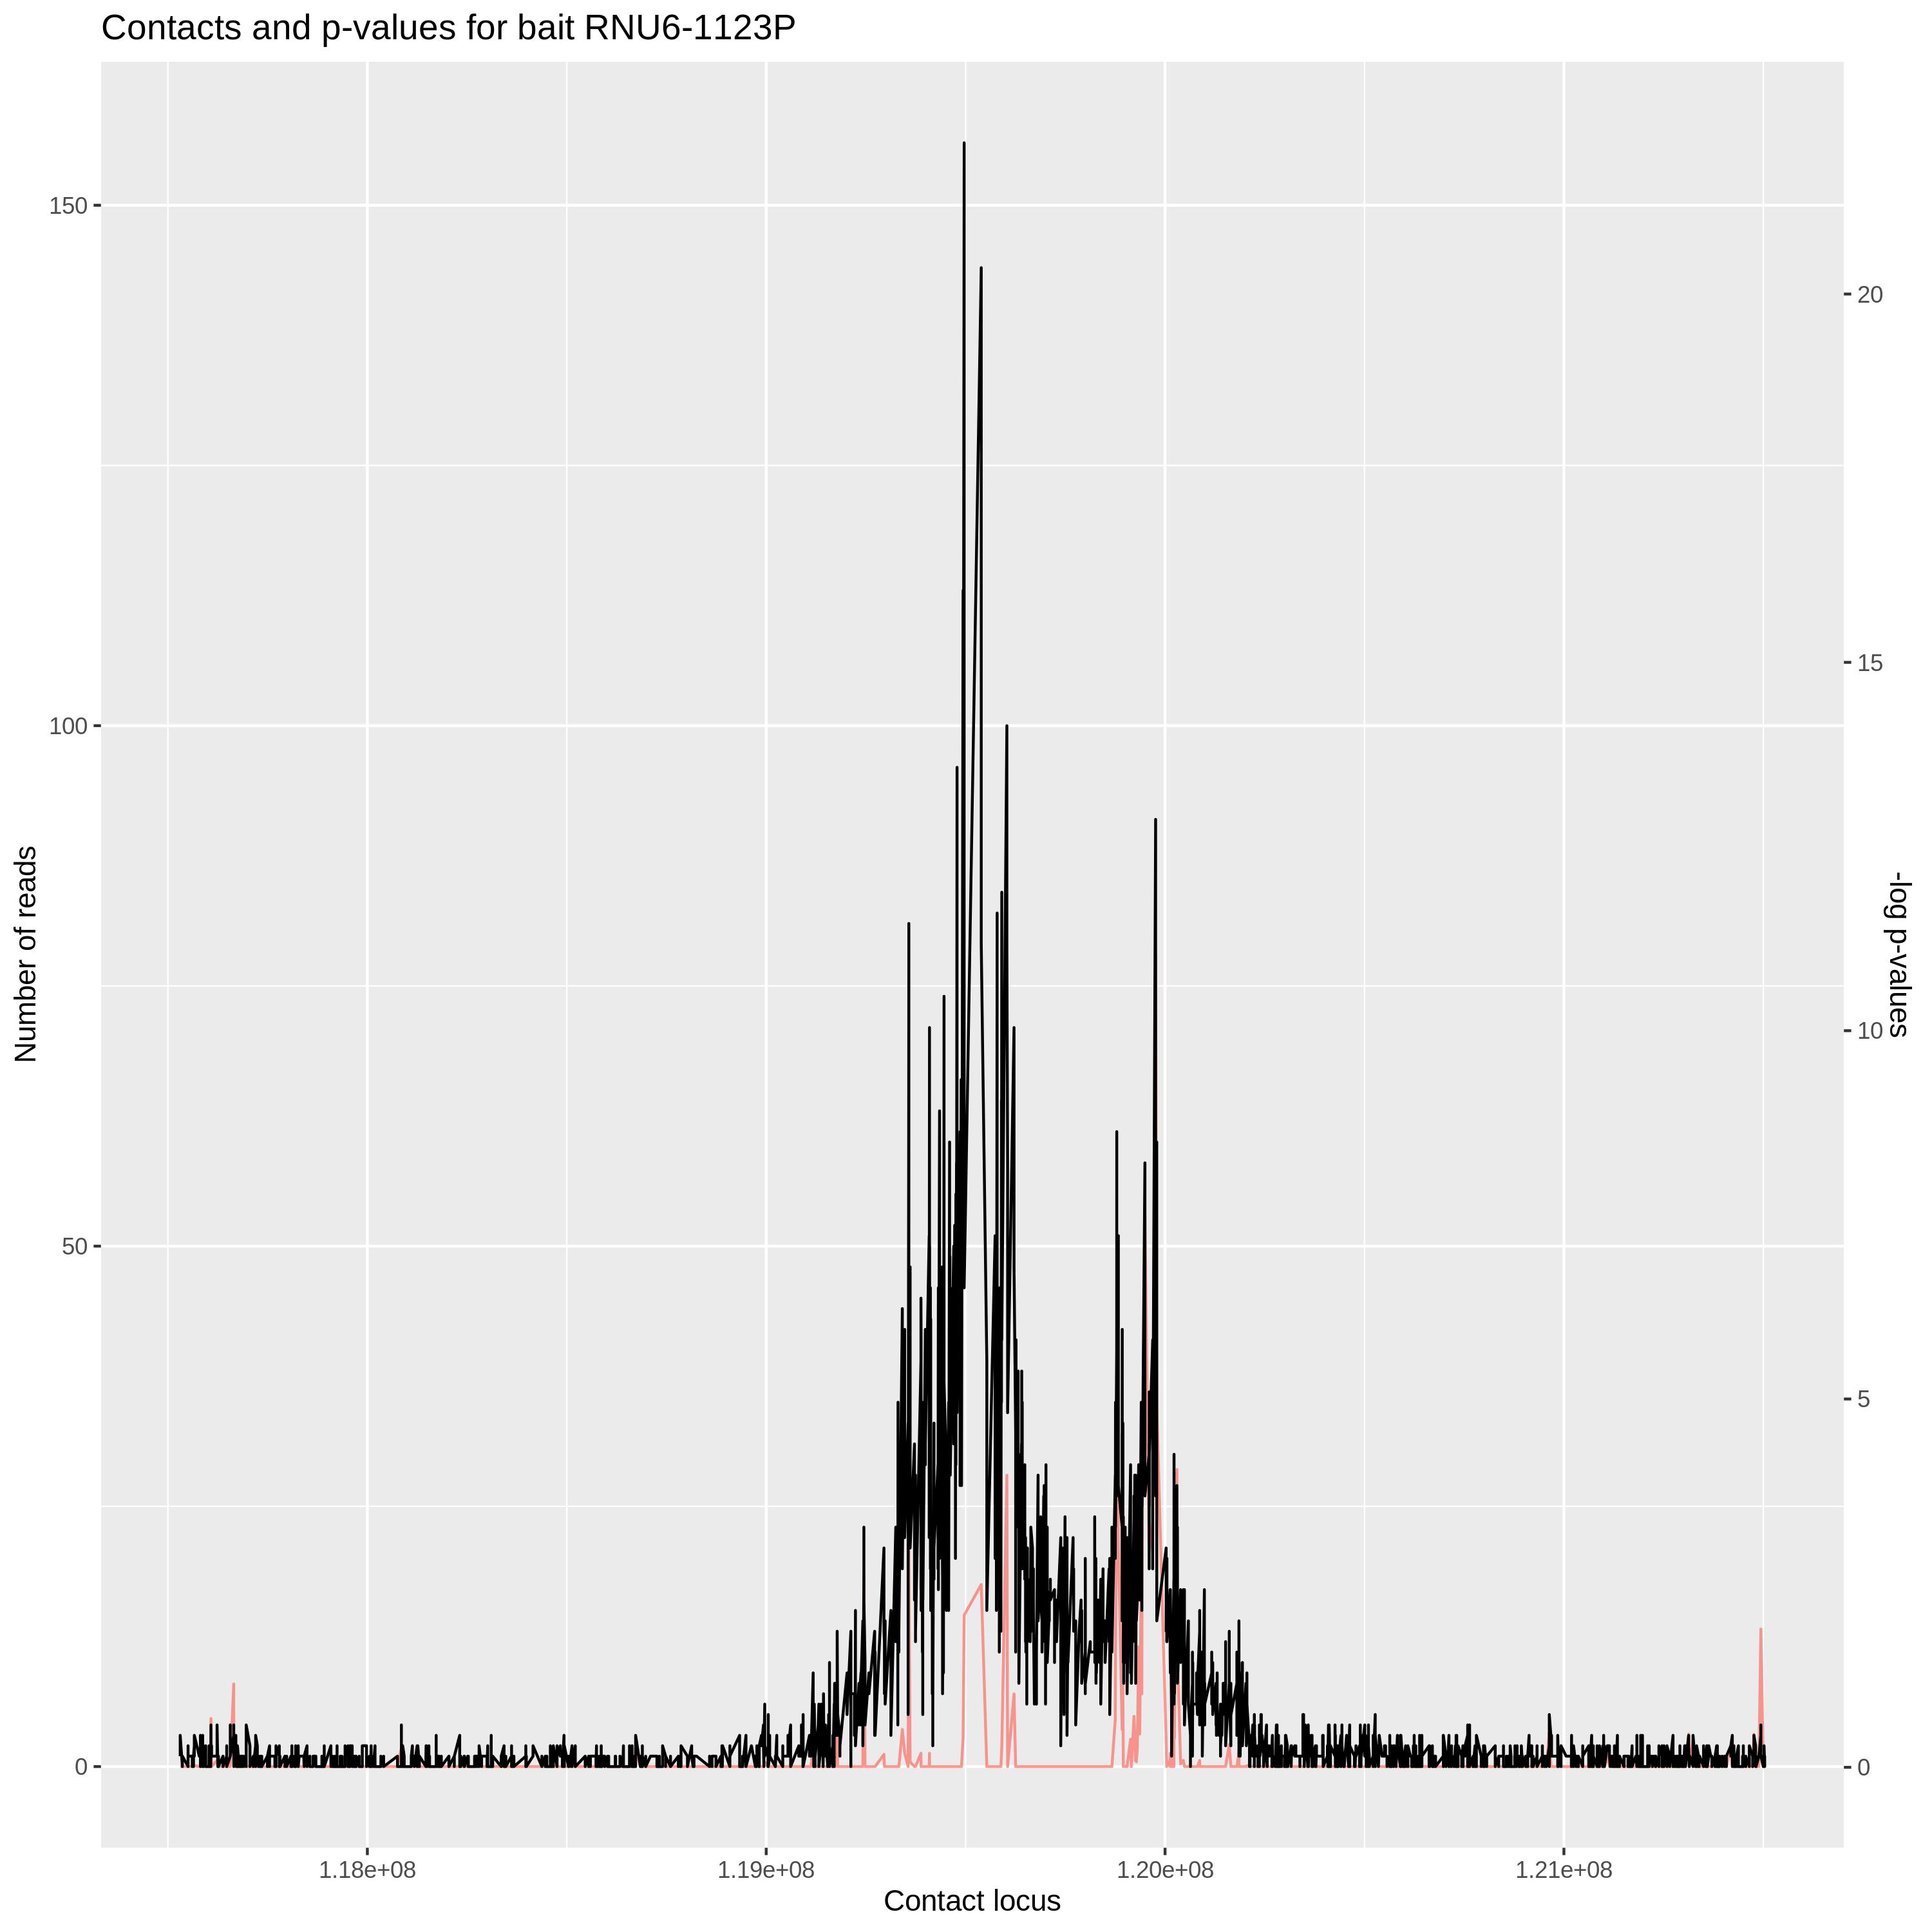 Contacts and p-values for bait RNU6-1123P
150
100
50
0
20
15
10
5
0
Number of reads
-log p-values
1.18e+08
1.19e+08
1.20e+08
1.21e+08
Contact locus